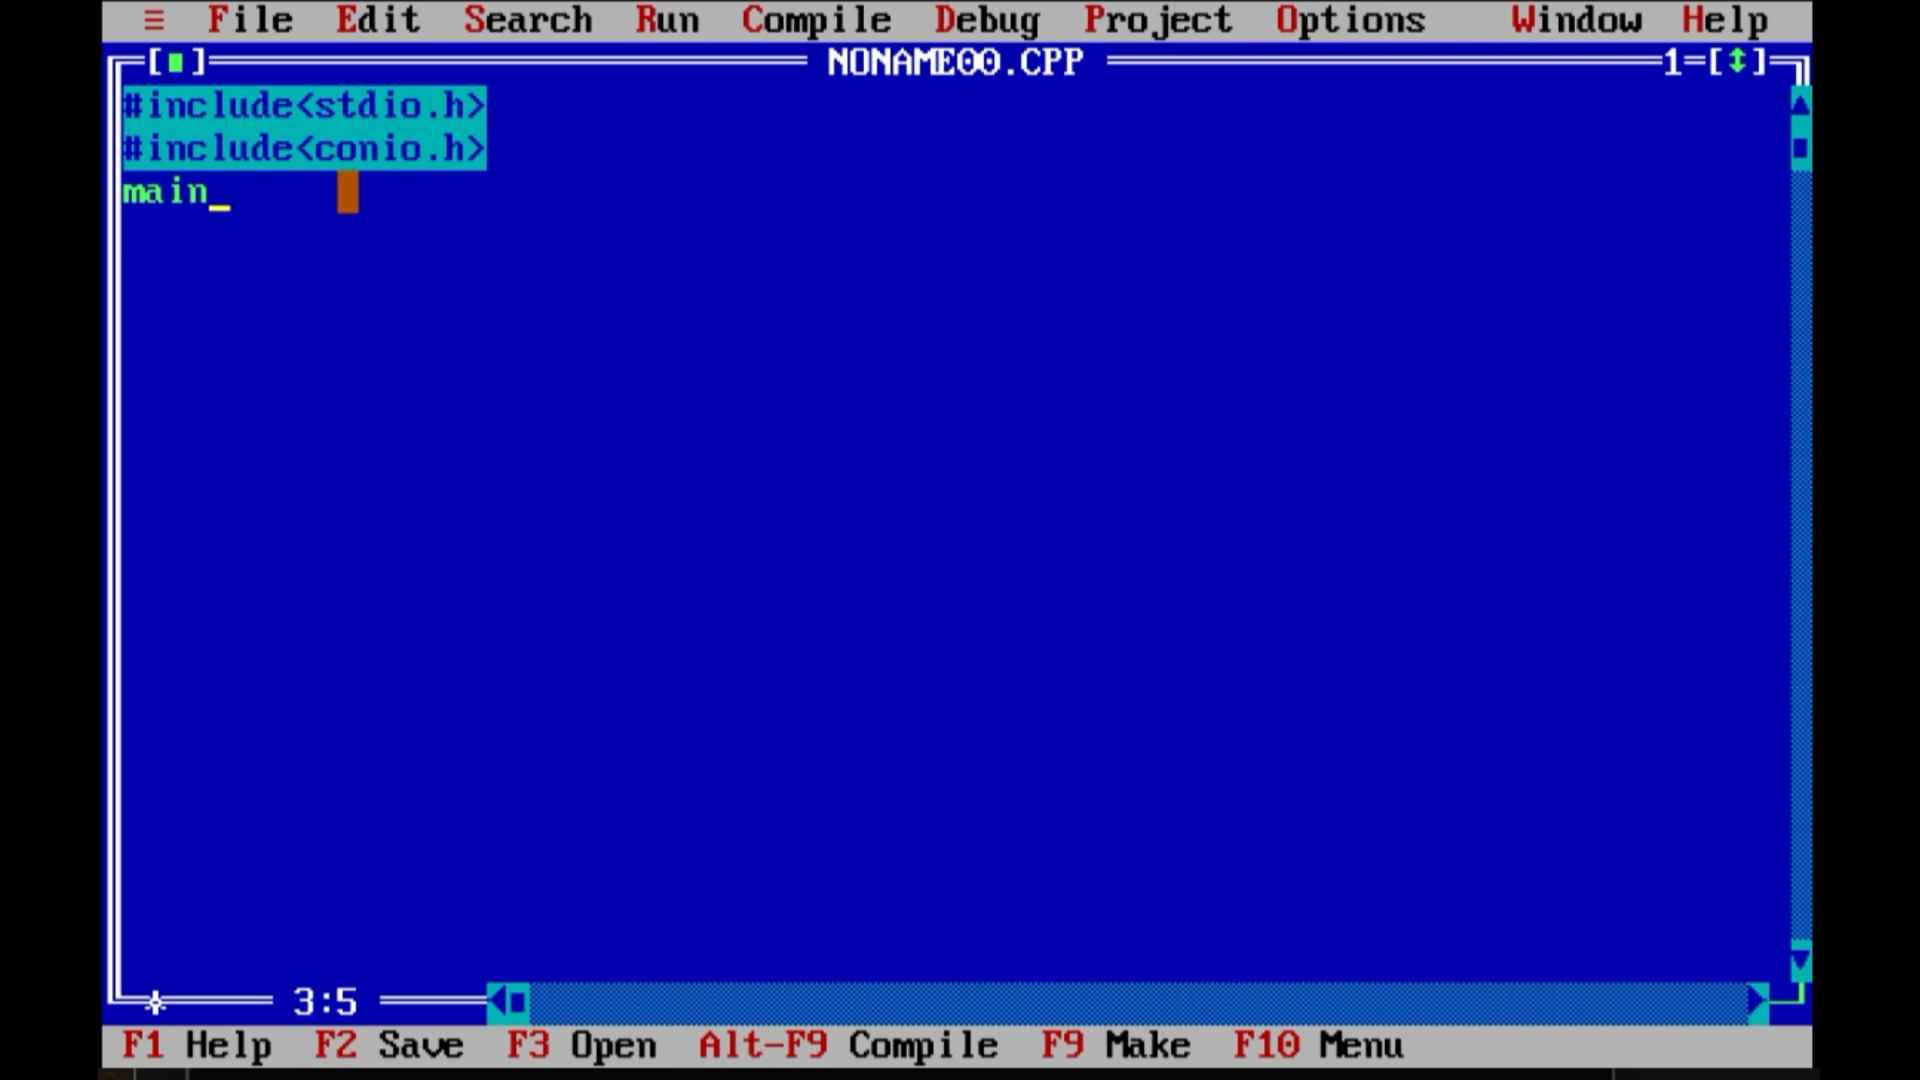 ≡ File Edit Search Run Compile Debug Project Options Window Help
[■] NONAME00.CPP 1=[↕]
#include<stdio.h>
#include<conio.h>
main_
3:5
F1 Help F2 Save F3 Open Alt-F9 Compile F9 Make F10 Menu